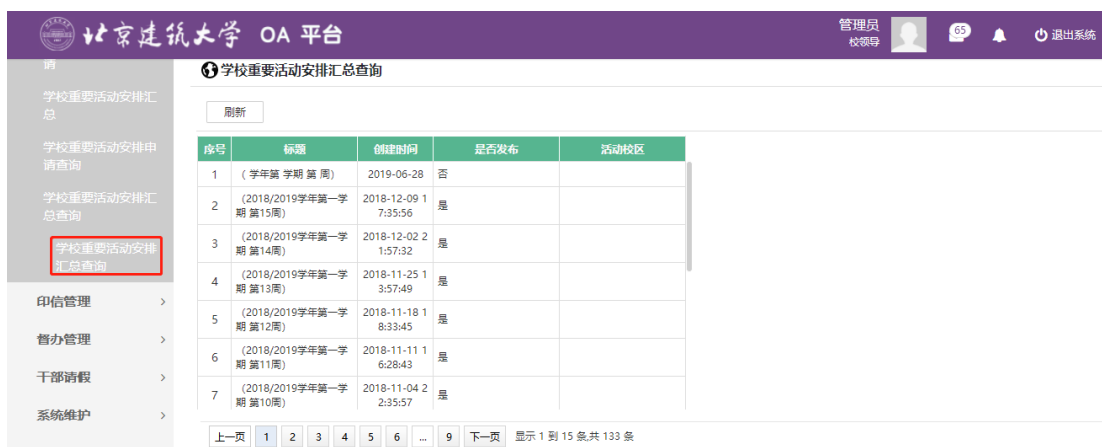 北京建筑大学 OA 平台
管理员
校领导
65
退出系统
请
学校重要活动安排汇
总
学校重要活动安排申
请查询
学校重要活动安排汇
总查询
学校重要活动安排
汇总查询
印信管理
督办管理
干部请假
系统维护
学校重要活动安排汇总查询
刷新
序号 标题 创建时间 是否发布 活动校区
1 ( 学年第 学期 第 周) 2019-06-28 否
2 (2018/2019学年第一学 2018-12-09 1 是
期 第15周) 7:35:56
3 (2018/2019学年第一学 2018-12-02 2 是
期 第14周) 1:57:32
4 (2018/2019学年第一学 2018-11-25 1 是
期 第13周) 3:57:49
5 (2018/2019学年第一学 2018-11-18 1 是
期 第12周) 8:33:45
6 (2018/2019学年第一学 2018-11-11 1 是
期 第11周) 6:28:43
7 (2018/2019学年第一学 2018-11-04 2 是
期 第10周) 2:35:57
上一页 1 2 3 4 5 6 ... 9 下一页 显示 1 到 15 条,共 133 条